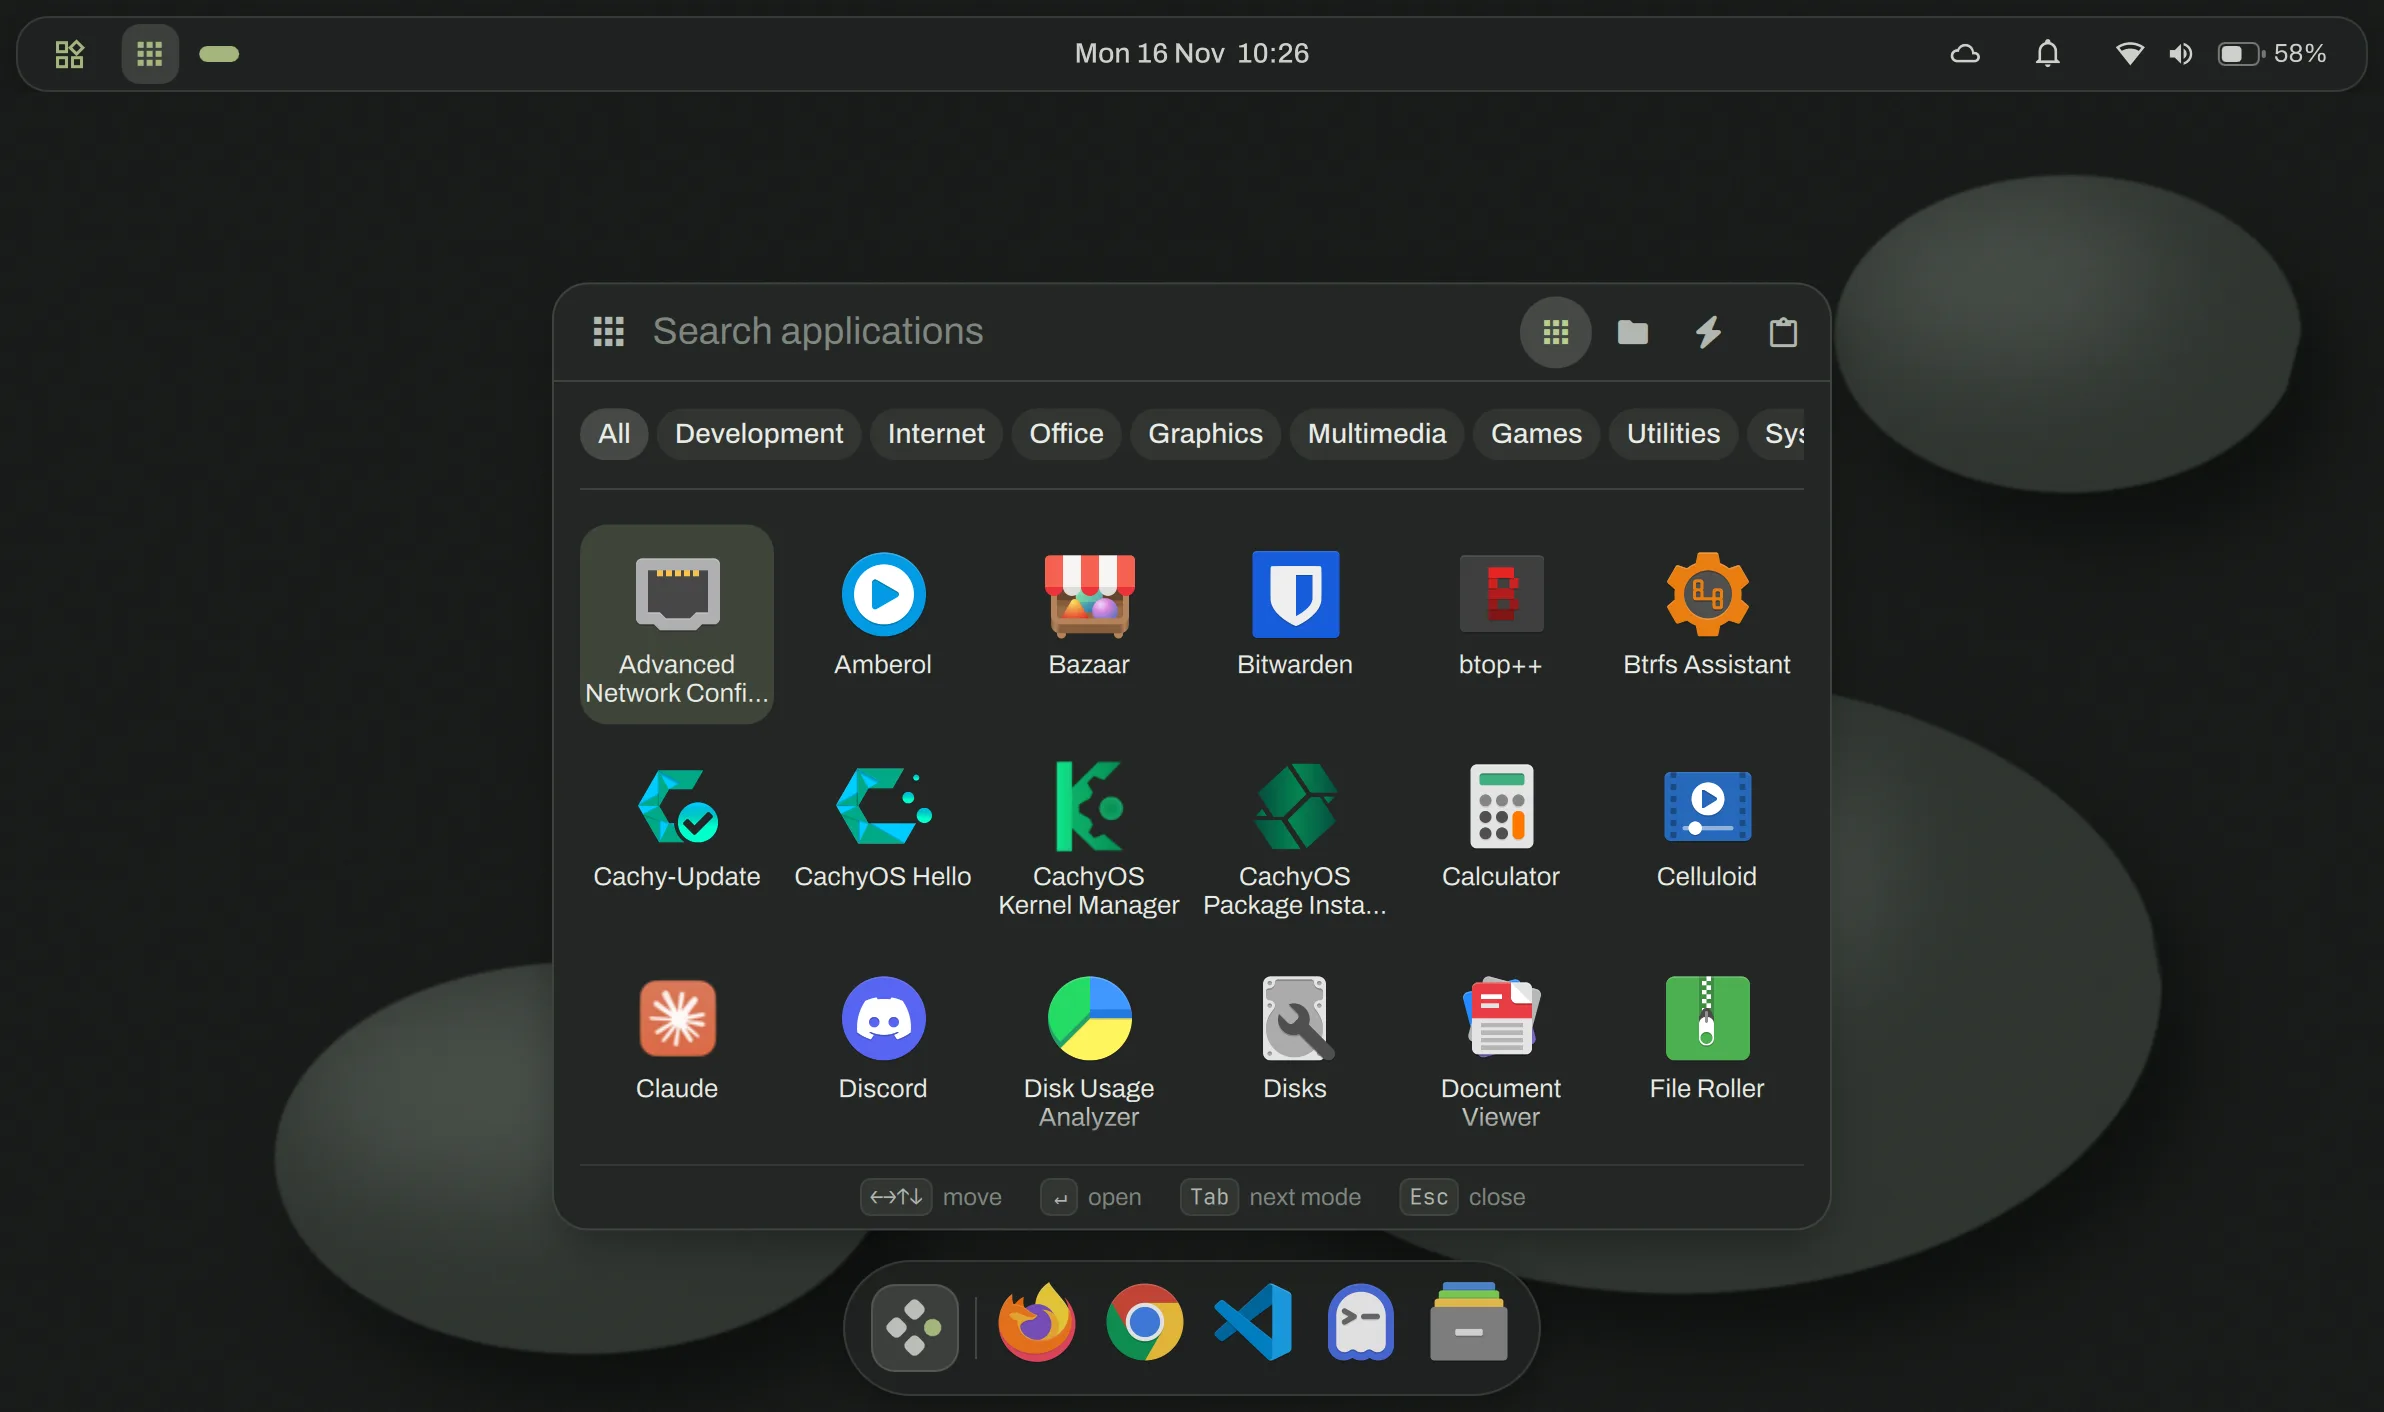 Mon 16 Nov 10:26
58%
Search applications
All Development Internet Office Graphics Multimedia Games Utilities Sys
Advanced
Network Confi...
Amberol
Bazaar
Bitwarden
btop++
Btrfs Assistant
Cachy-Update
CachyOS Hello
CachyOS
Kernel Manager
CachyOS
Package Insta...
Calculator
Celluloid
Claude
Discord
Disk Usage
Analyzer
Disks
Document
Viewer
File Roller
←→↑↓ move ↵ open Tab next mode Esc close